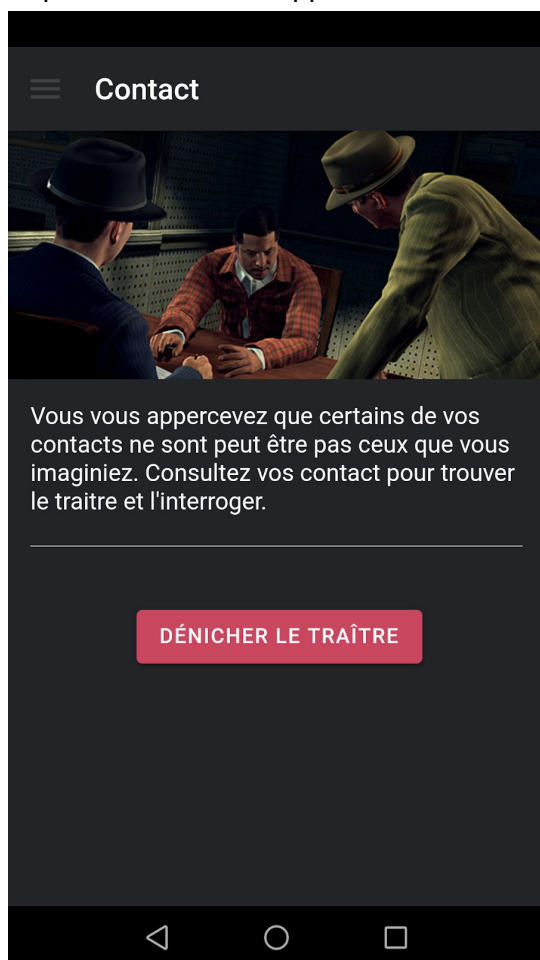 Contact
Vous vous appercevez que certains de vos
contacts ne sont peut être pas ceux que vous
imaginiez. Consultez vos contact pour trouver
le traitre et l'interroger.
DÉNICHER LE TRAÎTRE